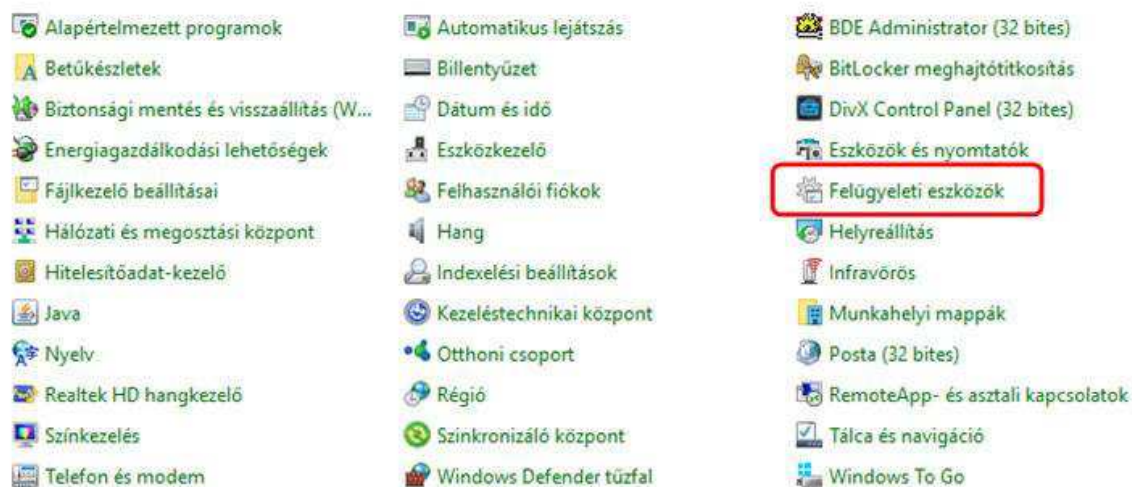 Alapértelmezett programok
Automatikus lejátszás
BDE Administrator (32 bites)
Betűkészletek
Billentyűzet
BitLocker meghajtótitkosítás
Biztonsági mentés és visszaállítás (W...
Dátum és idő
DivX Control Panel (32 bites)
Energiagazdálkodási lehetőségek
Eszközkezelő
Eszközök és nyomtatók
Fájlkezelő beállításai
Felhasználói fiókok
Felügyeleti eszközök
Hálózati és megosztási központ
Hang
Helyreállítás
Hitelesítőadat-kezelő
Indexelési beállítások
Infravörös
Java
Kezeléstechnikai központ
Munkahelyi mappák
Nyelv
Otthoni csoport
Posta (32 bites)
Realtek HD hangkezelő
Régió
RemoteApp- és asztali kapcsolatok
Színkezelés
Szinkronizáló központ
Tálca és navigáció
Telefon és modem
Windows Defender tűzfal
Windows To Go